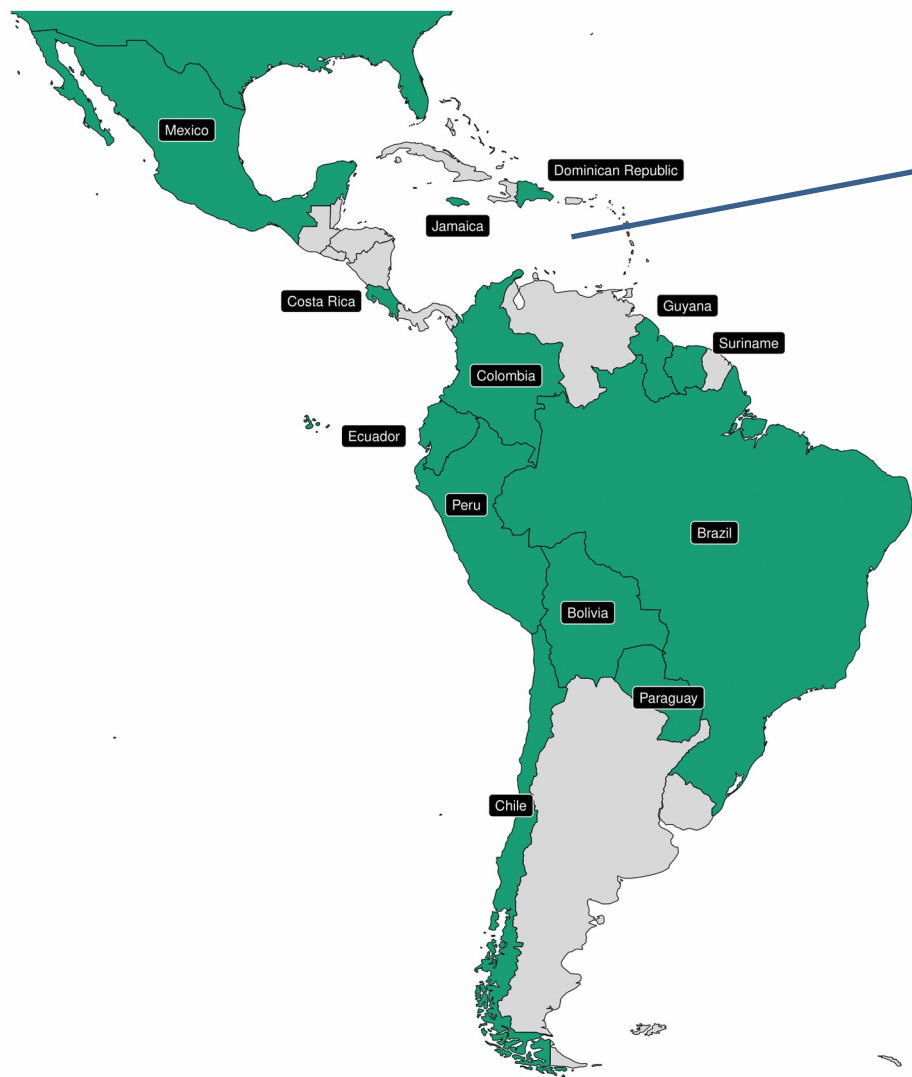 Mexico
Dominican Republic
Jamaica
Costa Rica
Guyana
Suriname
Colombia
Ecuador
Peru
Brazil
Bolivia
Paraguay
Chile